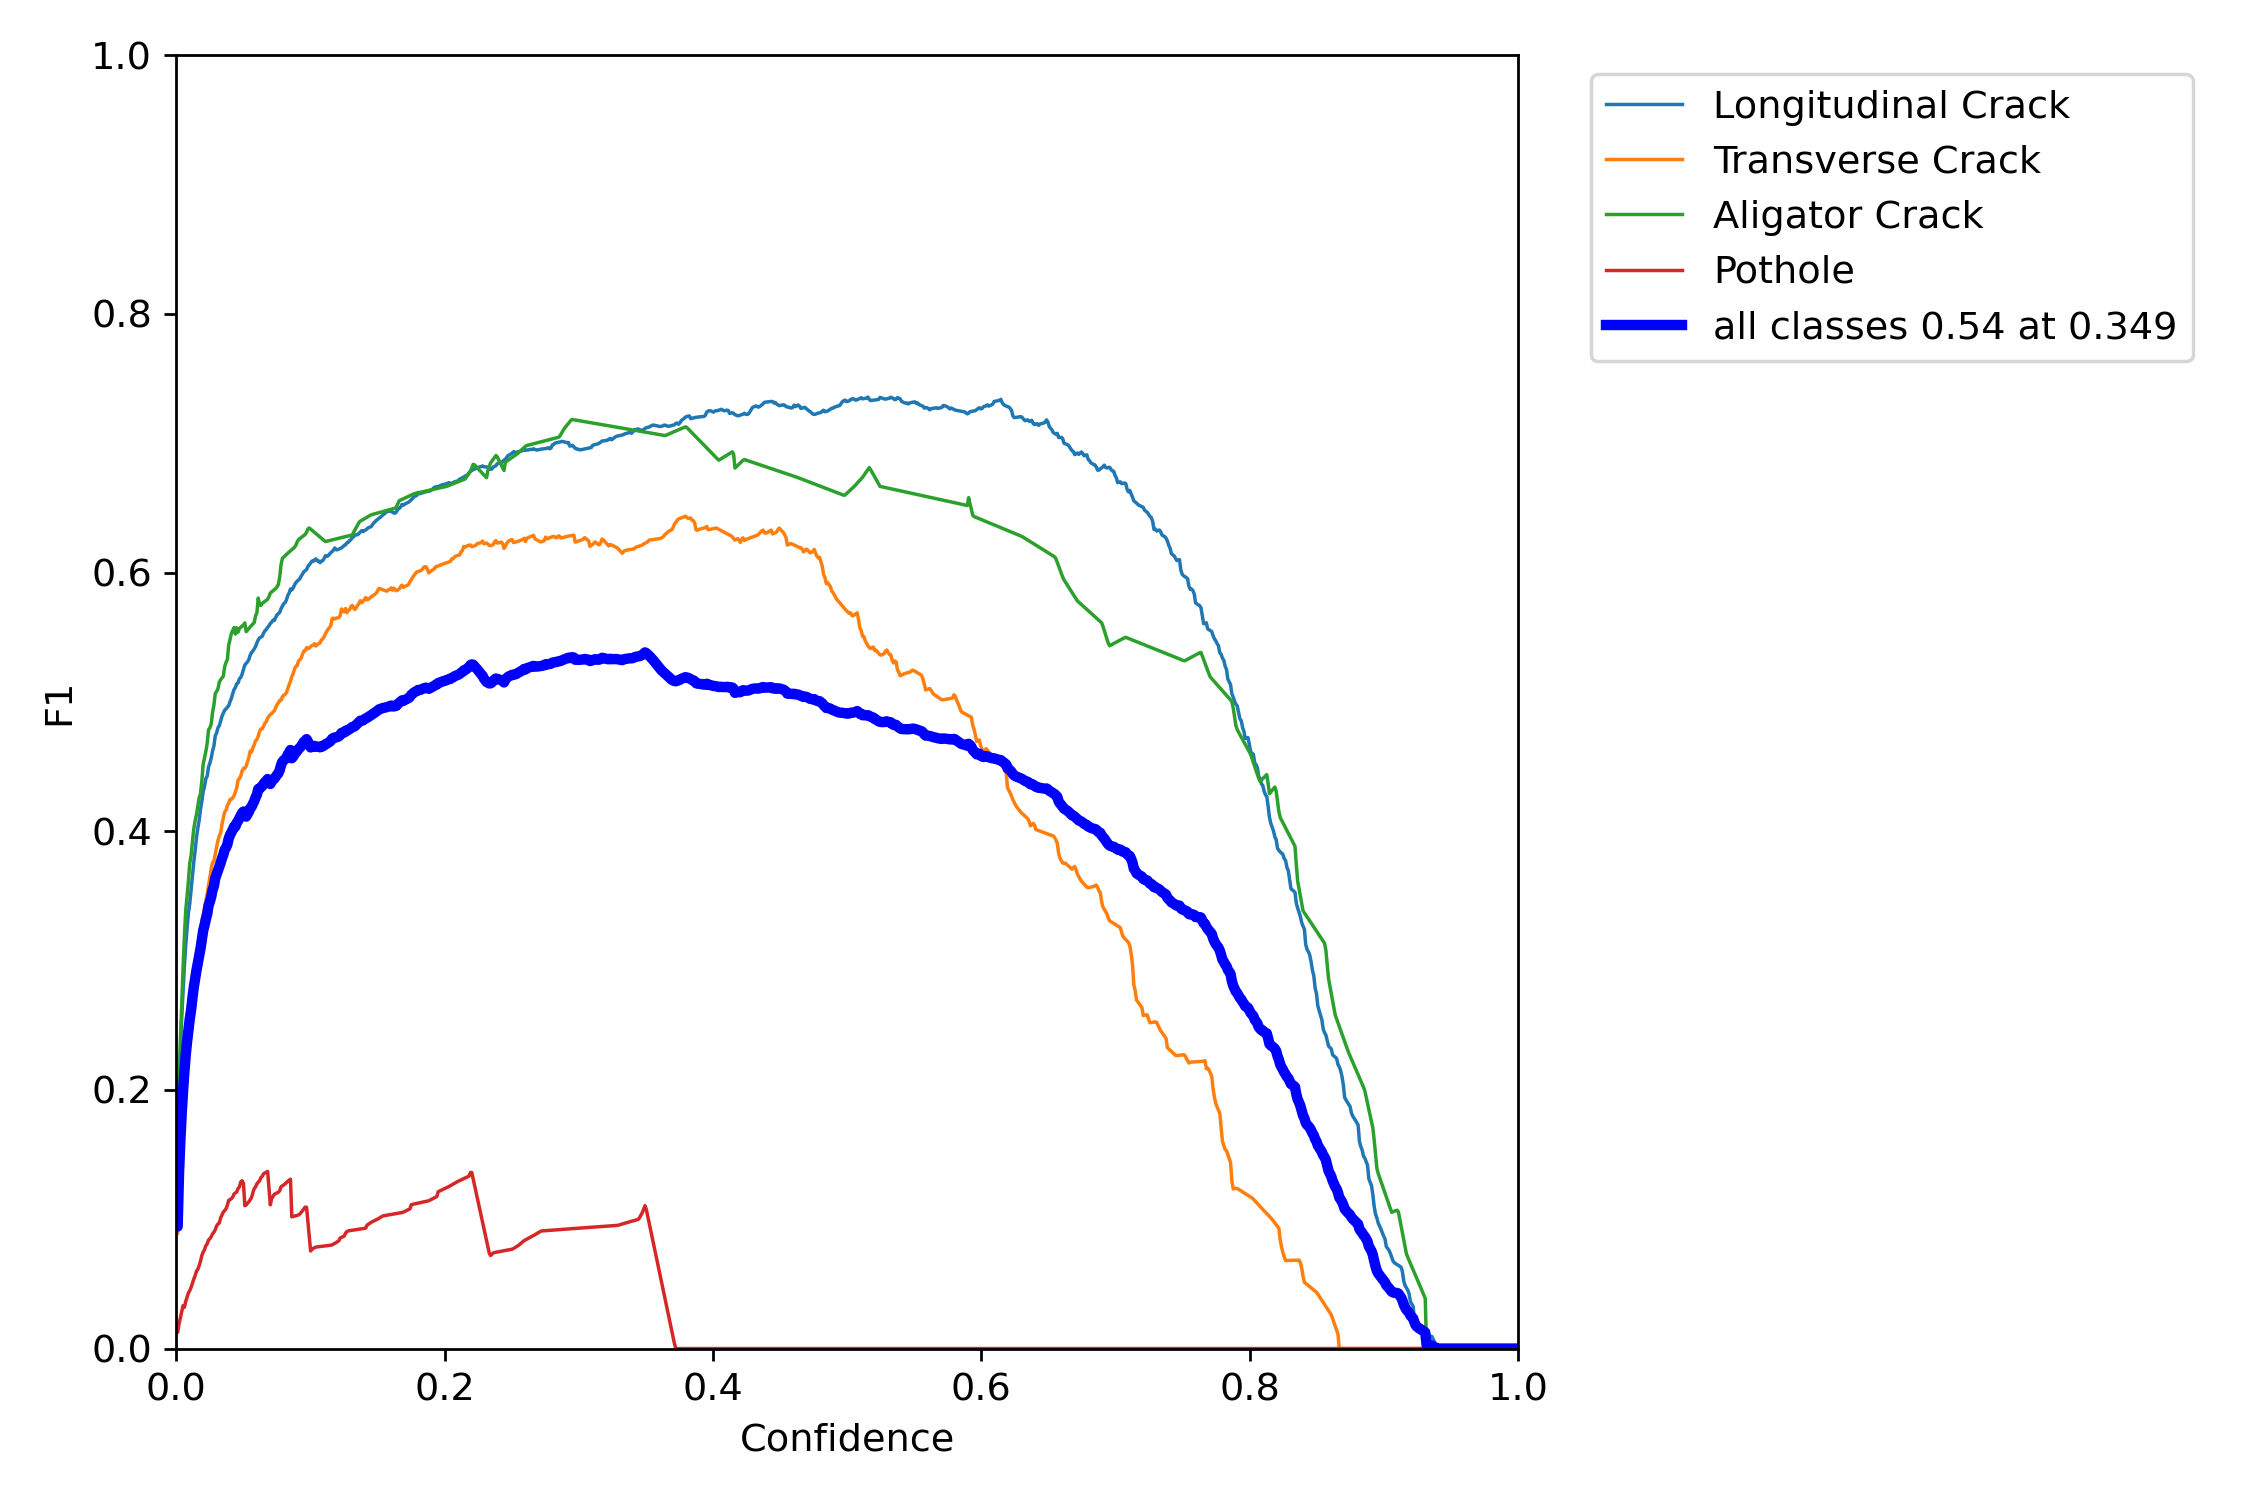 1.0
0.8
0.6
0.4
0.2
0.0
F1
0.0 0.2 0.4 0.6 0.8 1.0
Confidence
Longitudinal Crack
Transverse Crack
Aligator Crack
Pothole
all classes 0.54 at 0.349